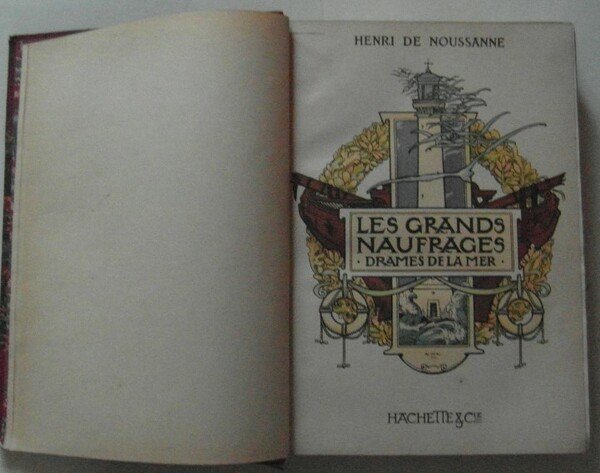 HENRI DE NOUSSANNE
LES GRANDS
NAUFRAGES
· DRAMES DE LA MER ·
HACHETTE & CIE